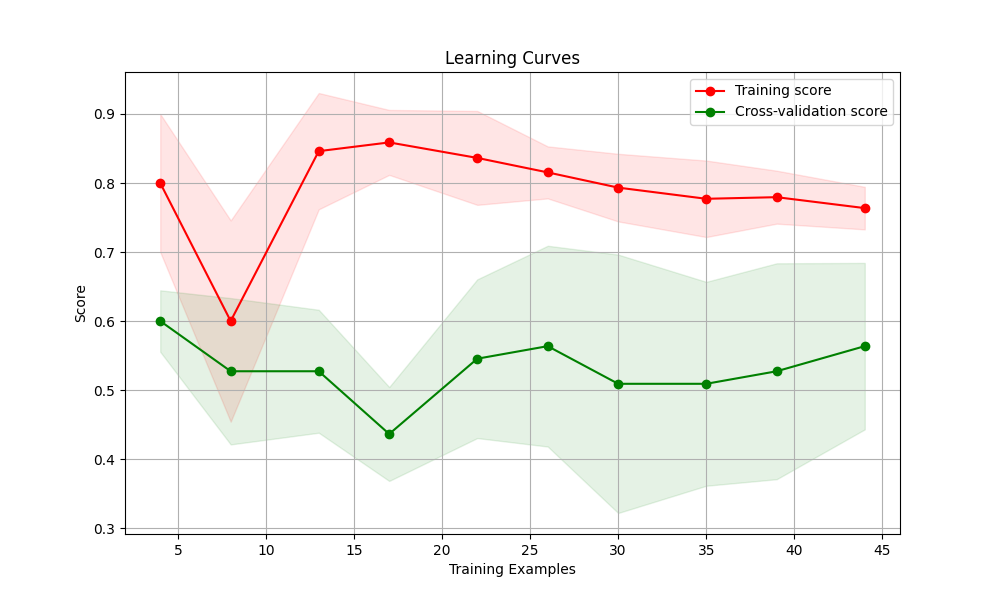 Learning Curves
Training score
Cross-validation score
0.9
0.8
0.7
0.6
0.5
0.4
0.3
Score
5 10 15 20 25 30 35 40 45
Training Examples